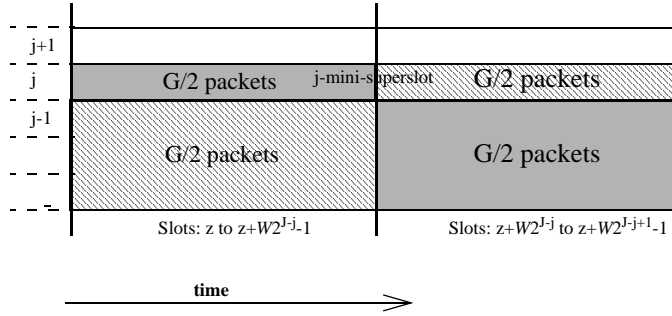 j+1
j
G/2 packets
j-mini-superslot
G/2 packets
j-1
G/2 packets
G/2 packets
Slots: z to z+W2^{J-j}-1
Slots: z+W2^{J-j} to z+W2^{J-j+1}-1
time